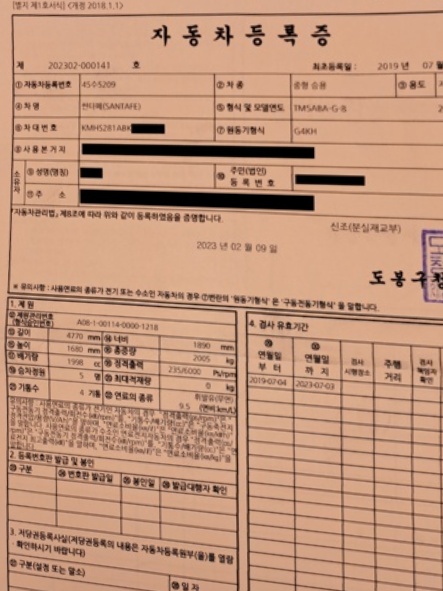 [별지 제1호서식] <개정 2018.1.1>
자 동 차 등 록 증
제 202302-000141 호 최초등록일 : 2019 년 07 월
① 자동차등록번호 45수5209 ② 차 종 중형 승용 ③ 용도
④ 차 명 싼타페(SANTAFE) ⑤ 형식 및 모델연도 TM5ABA-G-B
⑥ 차 대 번 호 KMHS281ABK ⑦ 원동기형식 G4KH
⑧ 사 용 본 거 지
소유자 ⑨ 성명(명칭) ⑩ 주민(법인)등 록 번 호
⑪ 주 소
「자동차관리법」 제8조에 따라 위와 같이 등록하였음을 증명합니다.
신조(분실재교부)
2023 년 02 월 09 일
도봉구청
※ 유의사항 : 사용연료의 종류가 전기 또는 수소인 자동차의 경우 ⑦번란의 '원동기형식' 은 '구동전동기형식' 을 말합니다.
1. 제 원
⑫ 제원관리번호(형식승인번호) A08-1-00114-0000-1218
⑬ 길이 4770 mm ⑭ 너비 1890 mm
⑮ 높이 1680 mm ⑯ 총중량 2005 kg
⑰ 배기량 1998 cc ⑱ 정격출력 235/6000 Ps/rpm
⑲ 승차정원 5 명 ⑳ 최대적재량 0 kg
㉑ 기통수 4 기통 ㉒ 연료의 종류 휘발유(무연) 9.5 (연비 km/L)
2. 등록번호판 발급 및 봉인
㉓ 구분 ㉔ 번호판 발급일 ㉕ 봉인일 ㉖ 발급대행자 확인
3. 저당권등록사실(저당권등록의 내용은 자동차등록원부(을)를 열람
· 확인하시기 바랍니다)
㉗ 구분(설정 또는 말소) ㉘ 일 자
4. 검사 유효기간
㉙ 연월일 부 터 ㉚ 연월일 까 지 검사 시행장소 주행 거리 검사 책임자 확인
2019-07-04 2023-07-03